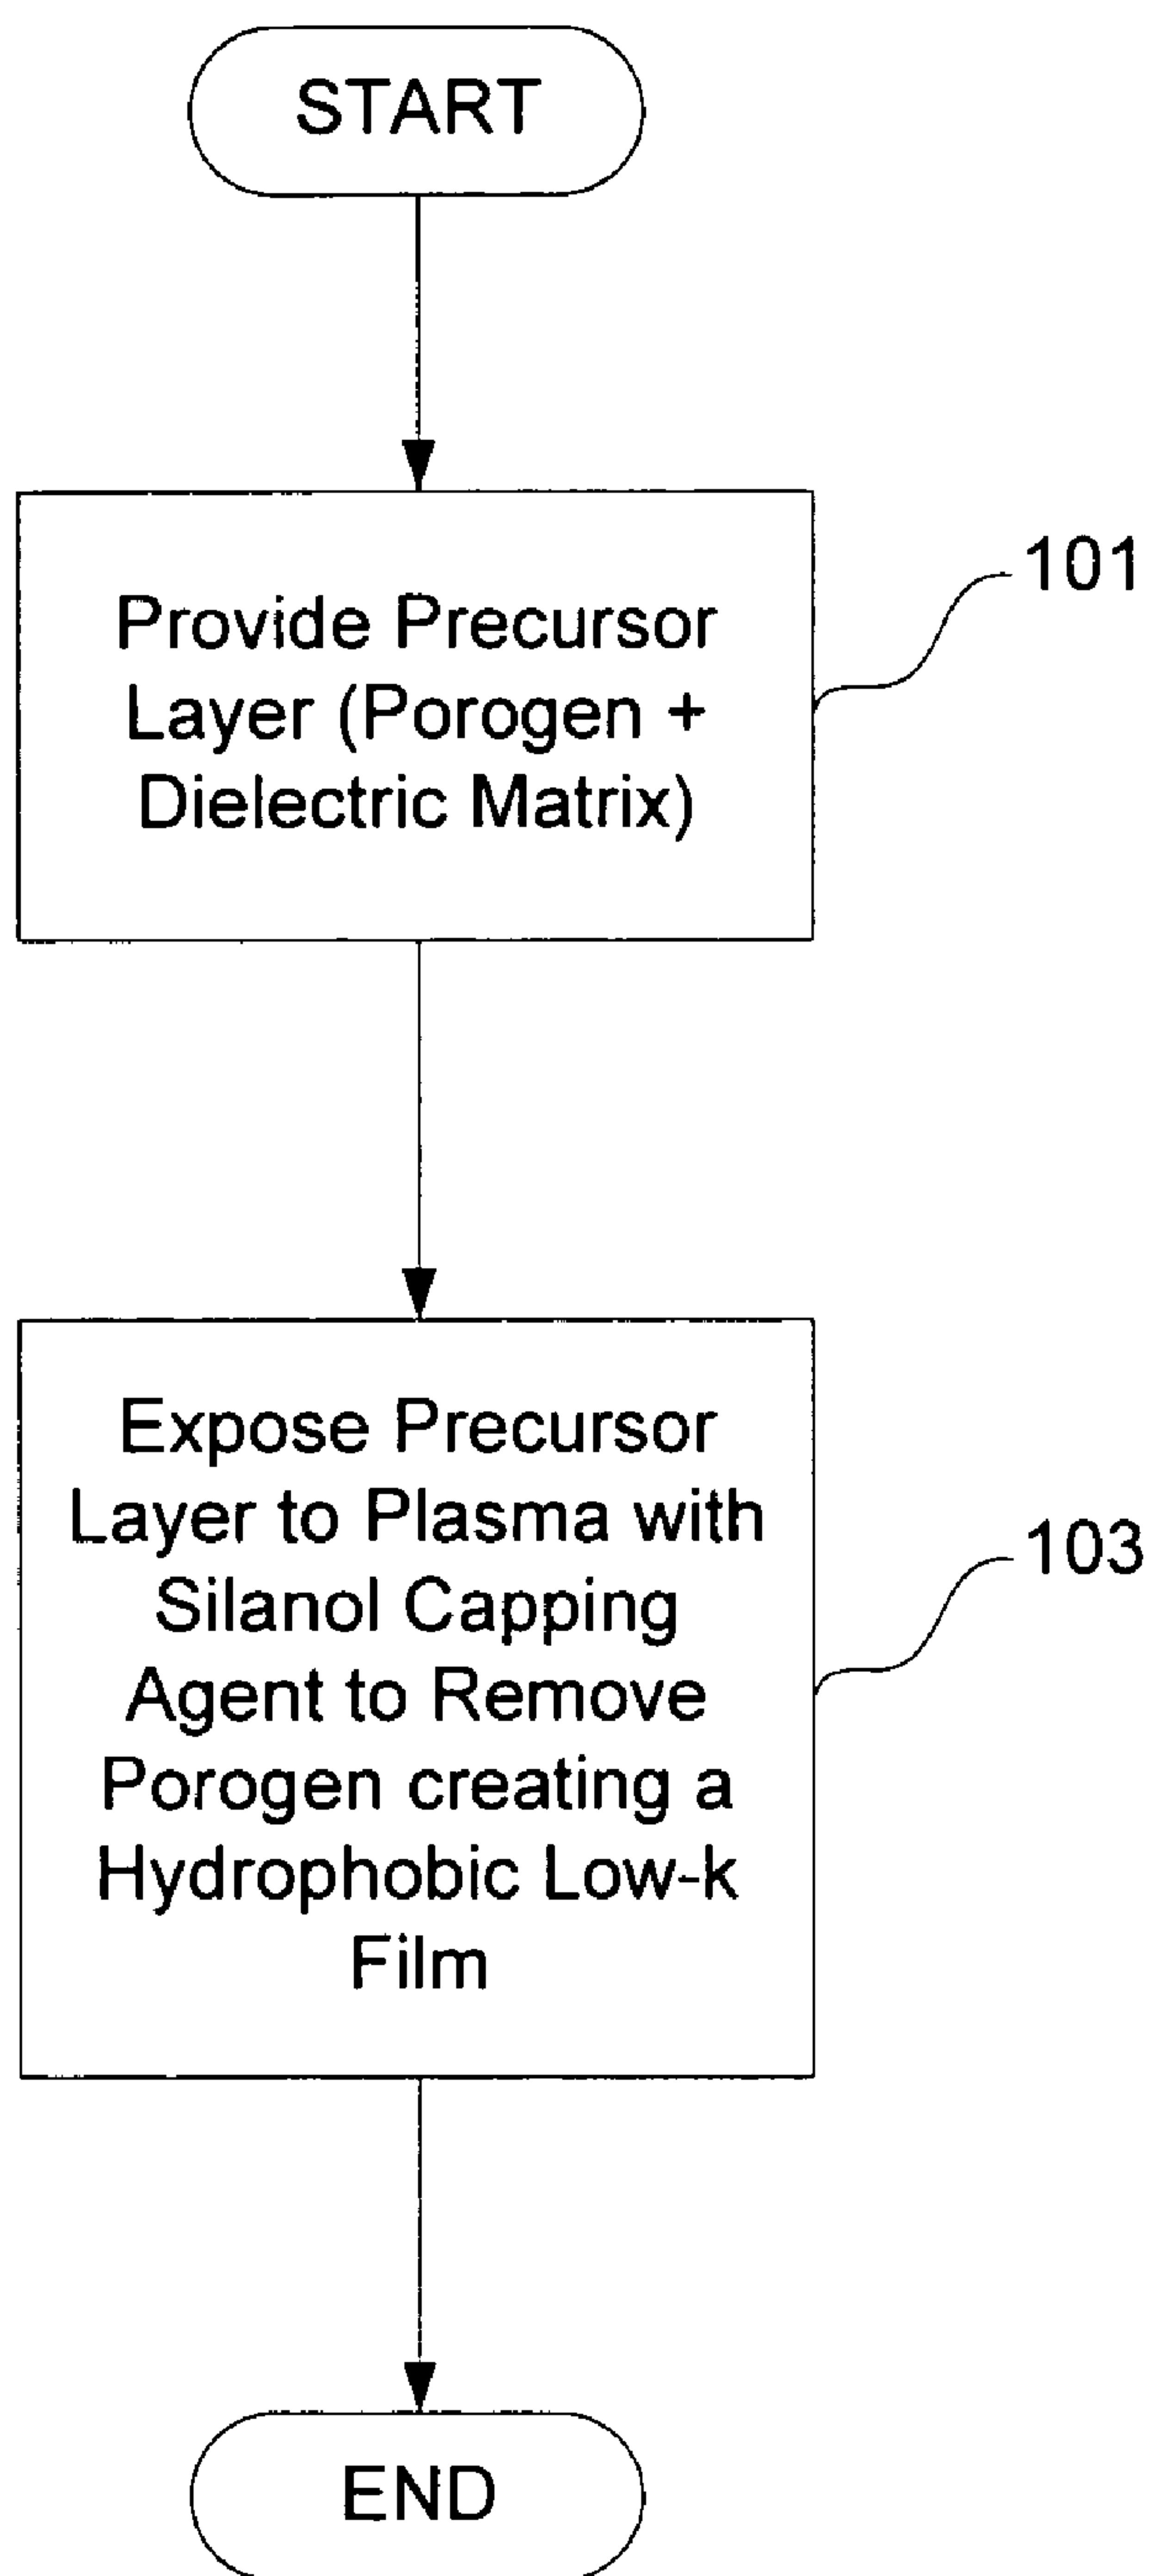 START
Provide Precursor
Layer (Porogen +
Dielectric Matrix)
101
Expose Precursor
Layer to Plasma with
Silanol Capping
Agent to Remove
Porogen creating a
Hydrophobic Low-k
Film
103
END